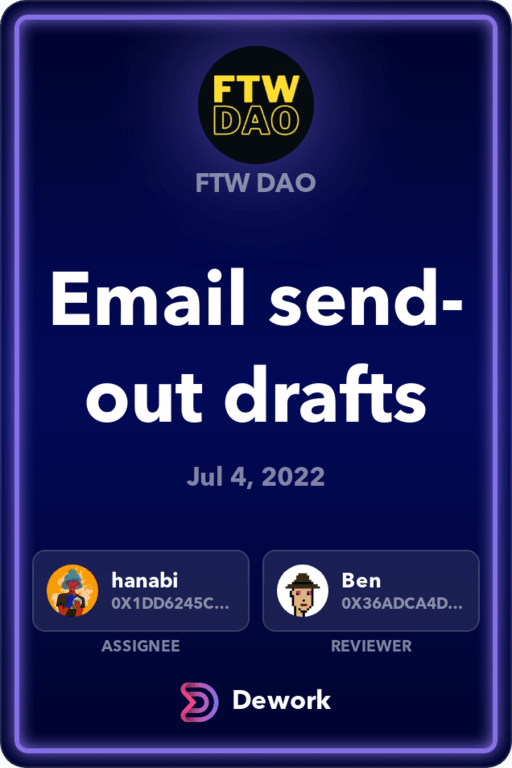 FTW
DAO
FTW DAO
Email send-
out drafts
Jul 4, 2022
hanabi
0X1DD6245C...
Ben
0X36ADCA4D...
ASSIGNEE
REVIEWER
Dework